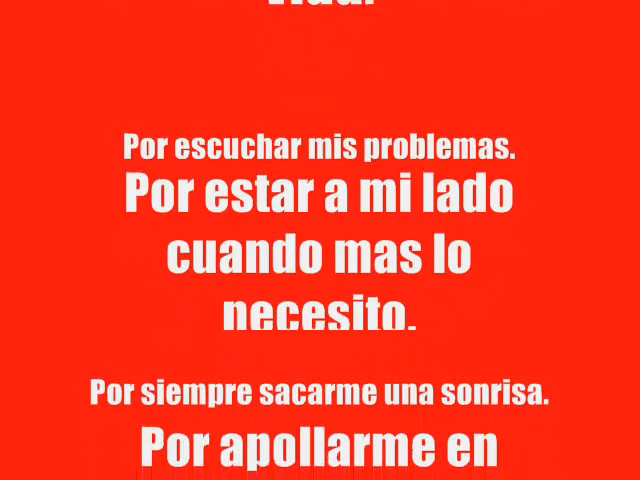 Por escuchar mis problemas.
Por estar a mi lado
cuando mas lo
necesito.
Por siempre sacarme una sonrisa.
Por apollarme en